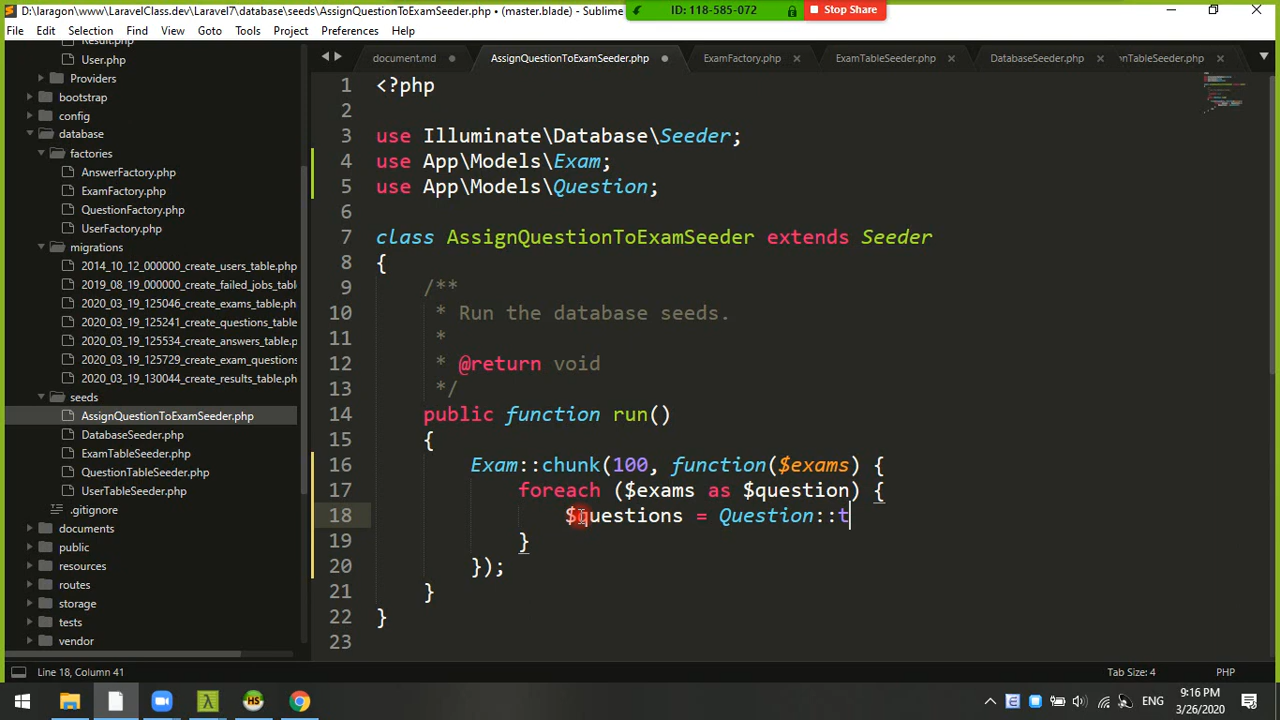 D:\laragon\www\LaravelClass.dev\Laravel7\database\seeds\AssignQuestionToExamSeeder.php • (master.blade) - Sublime
ID: 118-585-072
Stop Share
File Edit Selection Find View Goto Tools Project Preferences Help
document.md
AssignQuestionToExamSeeder.php
ExamFactory.php
ExamTableSeeder.php
DatabaseSeeder.php
nTableSeeder.php
Result.php
User.php
Providers
bootstrap
config
database
factories
AnswerFactory.php
ExamFactory.php
QuestionFactory.php
UserFactory.php
migrations
2014_10_12_000000_create_users_table.php
2019_08_19_000000_create_failed_jobs_tabl
2020_03_19_125046_create_exams_table.php
2020_03_19_125241_create_questions_table
2020_03_19_125534_create_answers_table.ph
2020_03_19_125729_create_exam_questions
2020_03_19_130044_create_results_table.ph
seeds
AssignQuestionToExamSeeder.php
DatabaseSeeder.php
ExamTableSeeder.php
QuestionTableSeeder.php
UserTableSeeder.php
.gitignore
documents
public
resources
routes
storage
tests
vendor
1 <?php
2
3 use Illuminate\Database\Seeder;
4 use App\Models\Exam;
5 use App\Models\Question;
6
7 class AssignQuestionToExamSeeder extends Seeder
8 {
9 /**
10 * Run the database seeds.
11 *
12 * @return void
13 */
14 public function run()
15 {
16 Exam::chunk(100, function($exams) {
17 foreach ($exams as $question) {
18 $questions = Question::t
19 }
20 });
21 }
22 }
23
Line 18, Column 41
Tab Size: 4
PHP
ENG
9:16 PM
3/26/2020